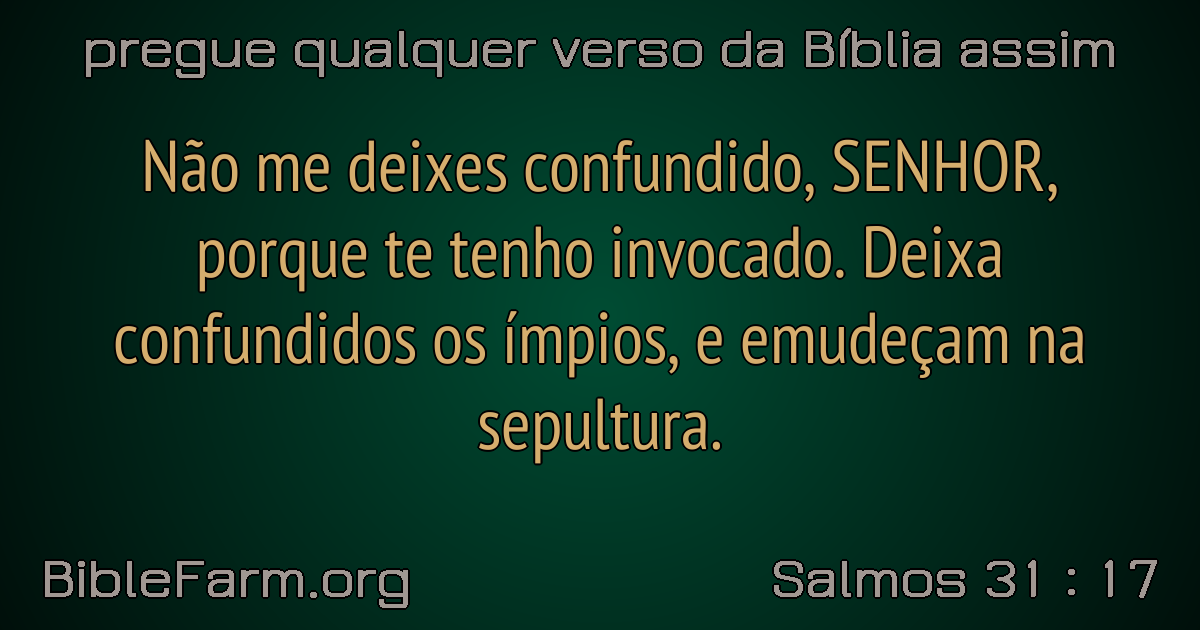 pregue qualquer verso da Bíblia assim
Não me deixes confundido, SENHOR,
porque te tenho invocado. Deixa
confundidos os ímpios, e emudeçam na
sepultura.
BibleFarm.org
Salmos 31 : 17